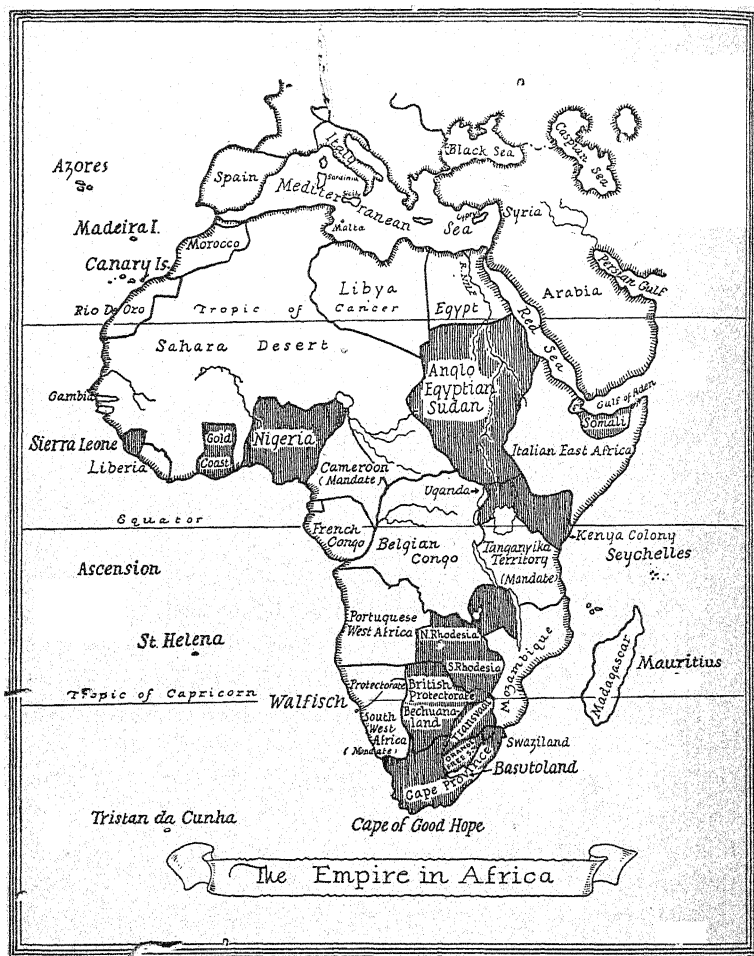 Azores
Spain
Italy
Sardinia
Sicily
Mediterranean
Sea
Black Sea
Caspian Sea
Madeira I.
Malta
Cyprus
Syria
Morocco
Canary Is.
R. Nile
Persian Gulf
Rio De Oro
Tropic of Cancer
Libya
Egypt
Red Sea
Arabia
Sahara Desert
Anglo
Egyptian
Sudan
Gulf of Aden
Gambia
Somali
Sierra Leone
Gold
Coast
Nigeria
Italian East Africa
Liberia
Cameroon
(Mandate)
Uganda
Equator
French
Congo
Belgian
Congo
Kenya Colony
Tanganyika
Territory
(Mandate)
Seychelles
Ascension
Portuguese
West Africa
N. Rhodesia
St. Helena
S. Rhodesia
Mozambique
Madagascar
Mauritius
Tropic of Capricorn
Protectorate
British
Protectorate
Walfisch
Bechuana-
land
South
West
Africa
(Mandate)
Transvaal
Swaziland
Orange
Free S.
Basutoland
Cape Province
Tristan da Cunha
Cape of Good Hope
The Empire in Africa